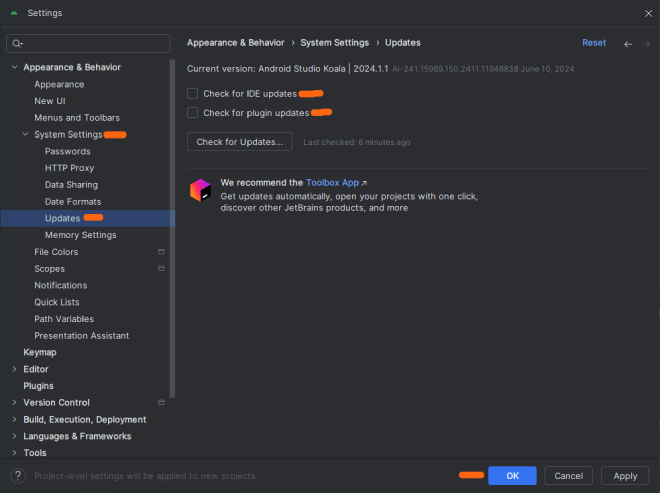 Settings
Appearance & Behavior
Appearance
New UI
Menus and Toolbars
System Settings
Passwords
HTTP Proxy
Data Sharing
Date Formats
Updates
Memory Settings
File Colors
Scopes
Notifications
Quick Lists
Path Variables
Presentation Assistant
Keymap
Editor
Plugins
Version Control
Build, Execution, Deployment
Languages & Frameworks
Tools
Appearance & Behavior › System Settings › Updates
Reset
Current version: Android Studio Koala | 2024.1.1 AI-241.15989.150.2411.11948838 June 10, 2024
Check for IDE updates
Check for plugin updates
Check for Updates...
Last checked: 6 minutes ago
We recommend the Toolbox App ↗
Get updates automatically, open your projects with one click,
discover other JetBrains products, and more
? Project-level settings will be applied to new projects
OK
Cancel
Apply